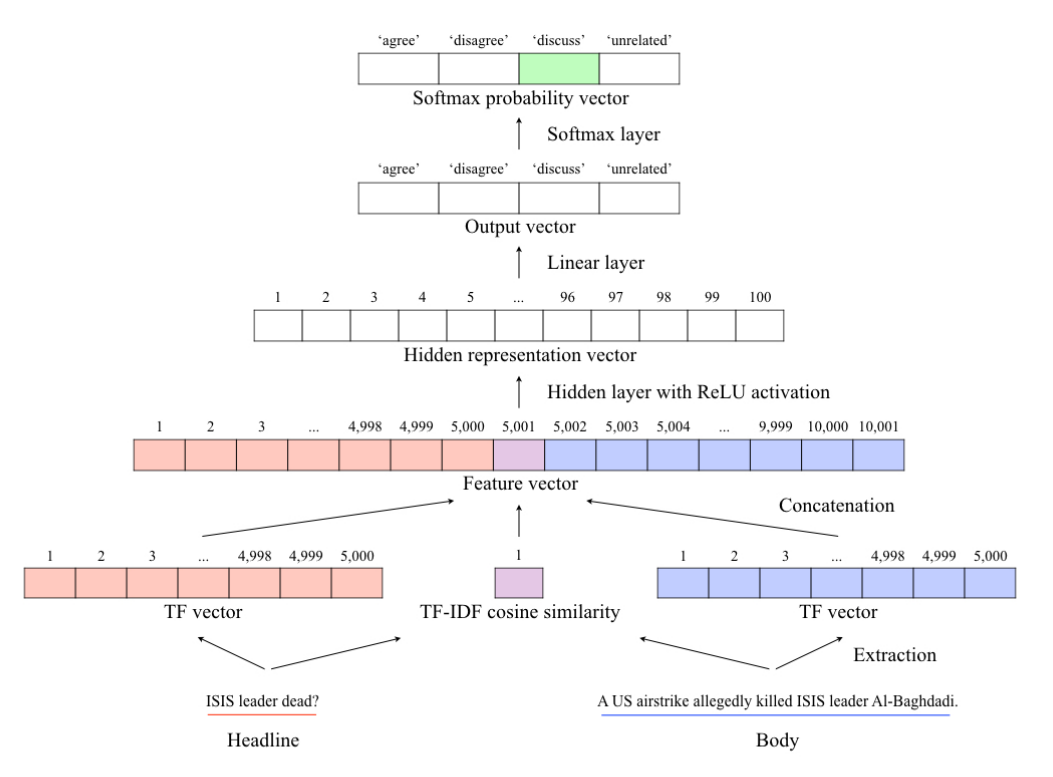 ‘agree’ ‘disagree’ ‘discuss’ ‘unrelated’
Softmax probability vector
Softmax layer
‘agree’ ‘disagree’ ‘discuss’ ‘unrelated’
Output vector
Linear layer
1 2 3 4 5 ... 96 97 98 99 100
Hidden representation vector
Hidden layer with ReLU activation
1 2 3 ... 4,998 4,999 5,000 5,001 5,002 5,003 5,004 ... 9,999 10,000 10,001
Feature vector
Concatenation
1 2 3 ... 4,998 4,999 5,000 1 1 2 3 ... 4,998 4,999 5,000
TF vector TF-IDF cosine similarity TF vector
Extraction
ISIS leader dead? A US airstrike allegedly killed ISIS leader Al-Baghdadi.
Headline Body